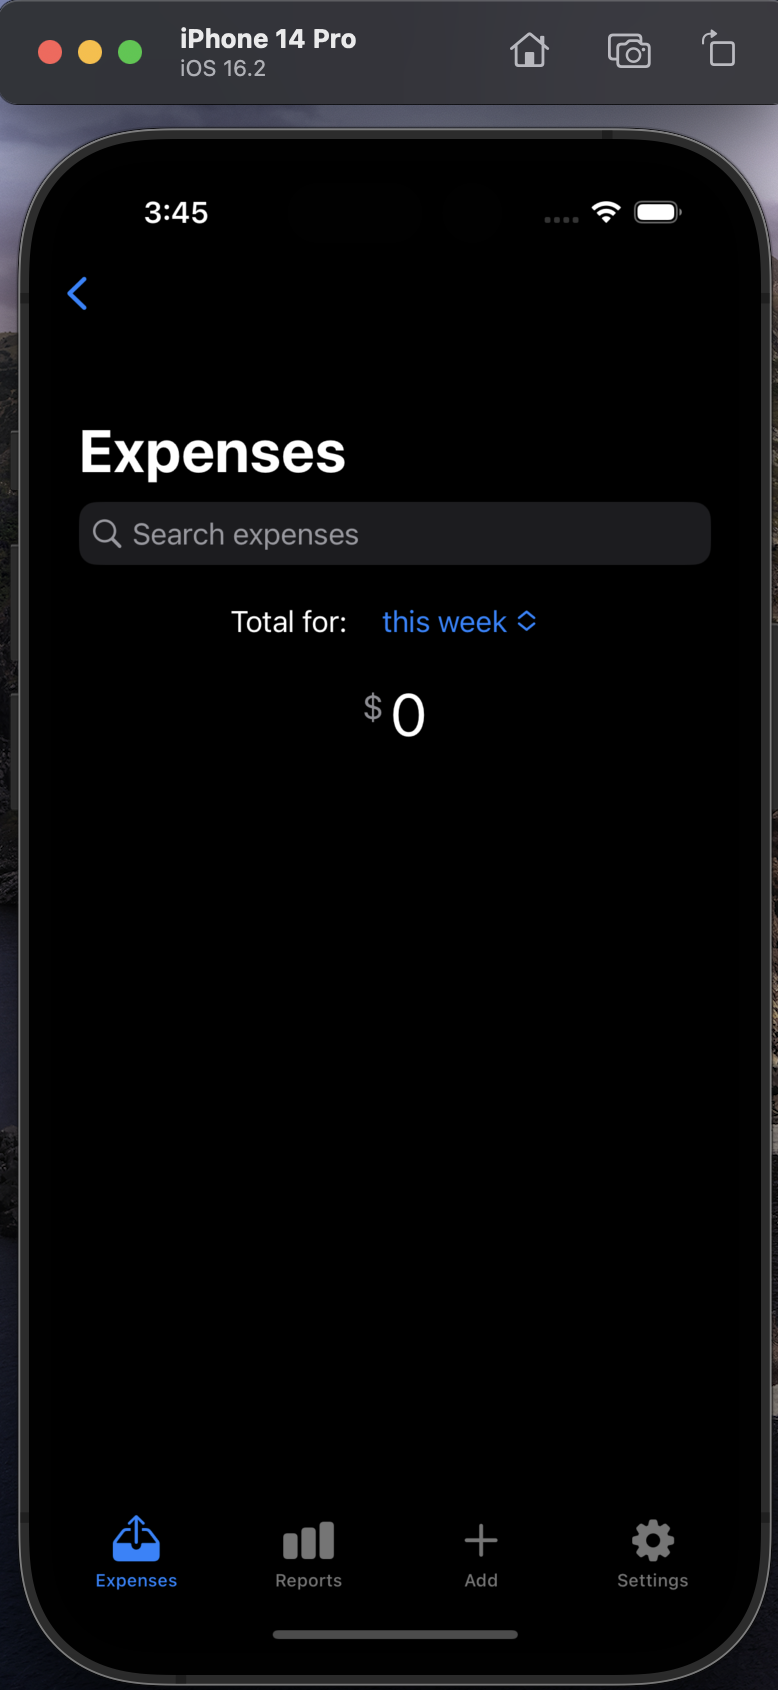 iPhone 14 Pro
iOS 16.2
3:45
Expenses
Search expenses
Total for: this week
$ 0
Expenses Reports Add Settings